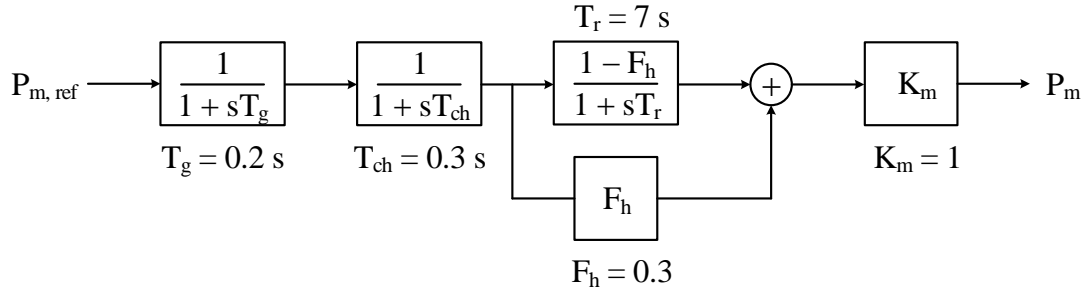 T_r = 7 s
P_m, ref
1
1 + sT_g
1
1 + sT_ch
1 – F_h
1 + sT_r
+
K_m
P_m
T_g = 0.2 s
T_ch = 0.3 s
K_m = 1
F_h
F_h = 0.3